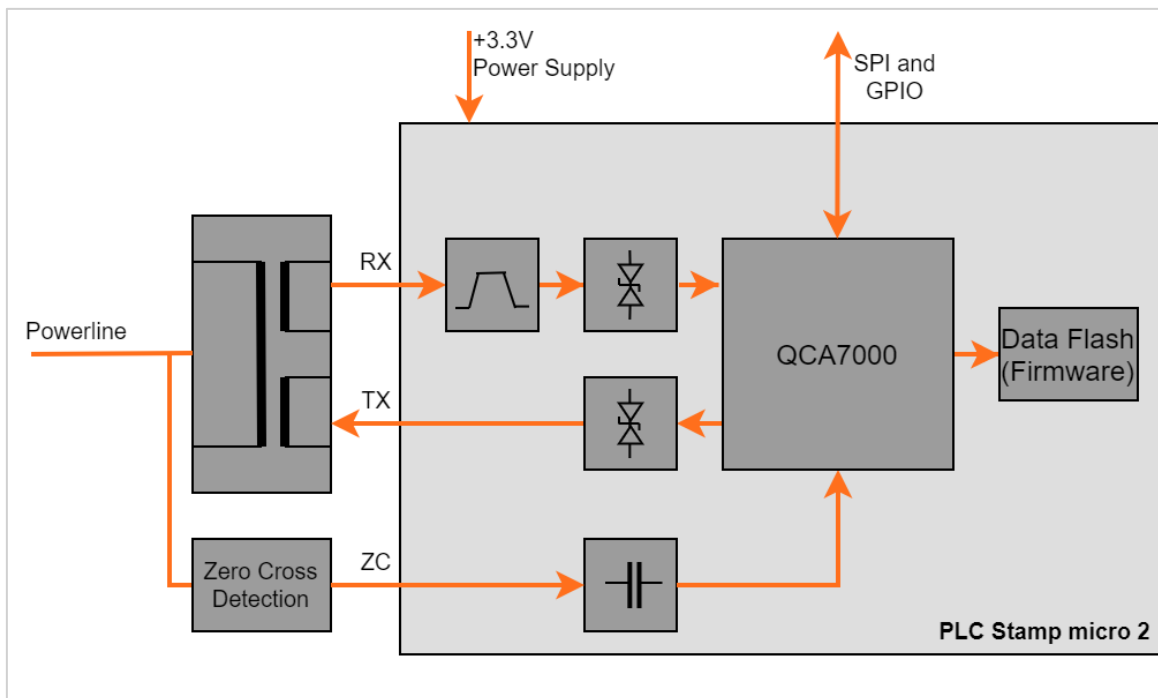 +3.3V
Power Supply
SPI and
GPIO
RX
Powerline
QCA7000
Data Flash
(Firmware)
TX
ZC
Zero Cross
Detection
PLC Stamp micro 2